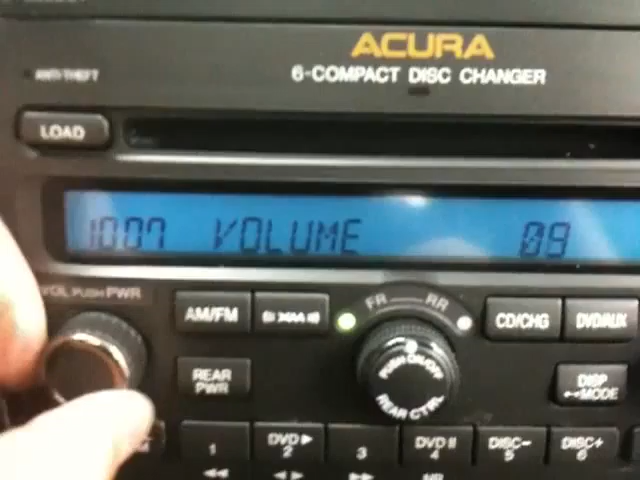 ACURA
6-COMPACT DISC CHANGER
ANTI-THEFT
LOAD
1007 VOLUME 09
VOL PUSH PWR
FR RR
AM/FM
CD/CHG DVD/AUX
PUSH ON/OFF
REAR CTRL
REAR PWR
DISP
MODE
1
DVD
2
3
DVD
4
DISC-
5
DISC+
6